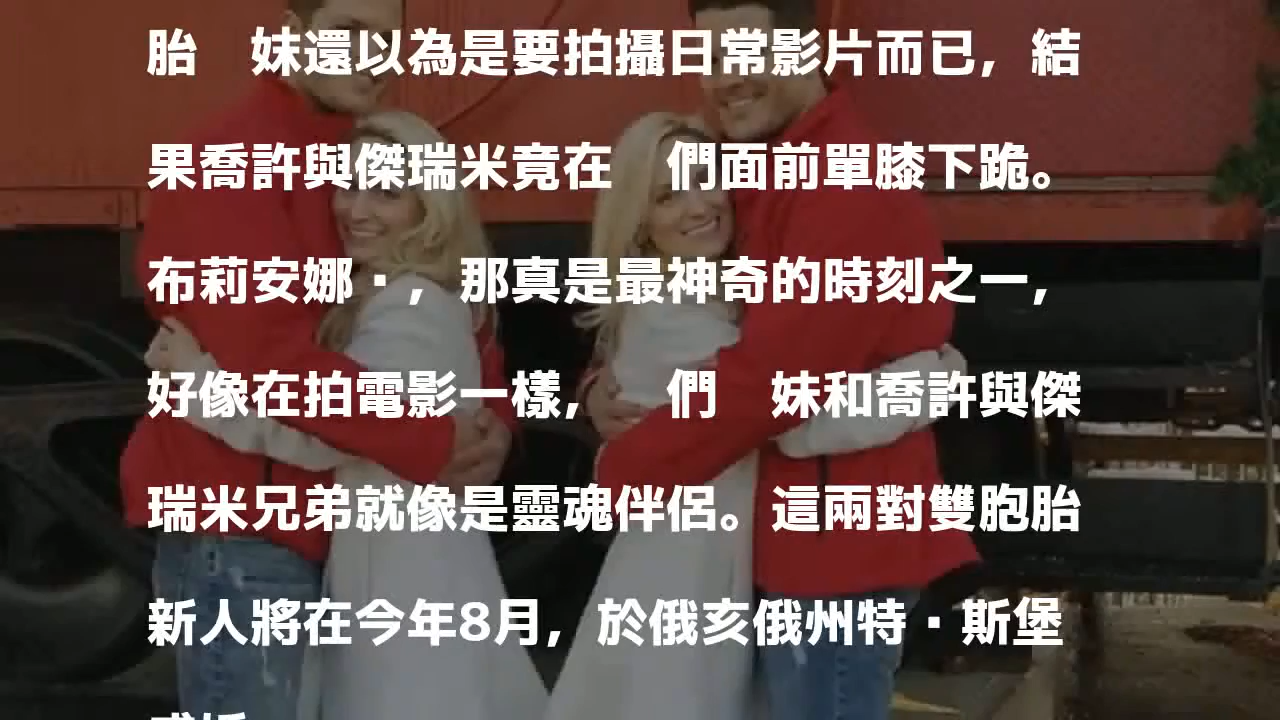 胎　妹還以為是要拍攝日常影片而已，結
果喬許與傑瑞米竟在　們面前單膝下跪。
布莉安娜·，那真是最神奇的時刻之一，
好像在拍電影一樣，　們　妹和喬許與傑
瑞米兄弟就像是靈魂伴侶。這兩對雙胞胎
新人將在今年8月，於俄亥俄州特·斯堡